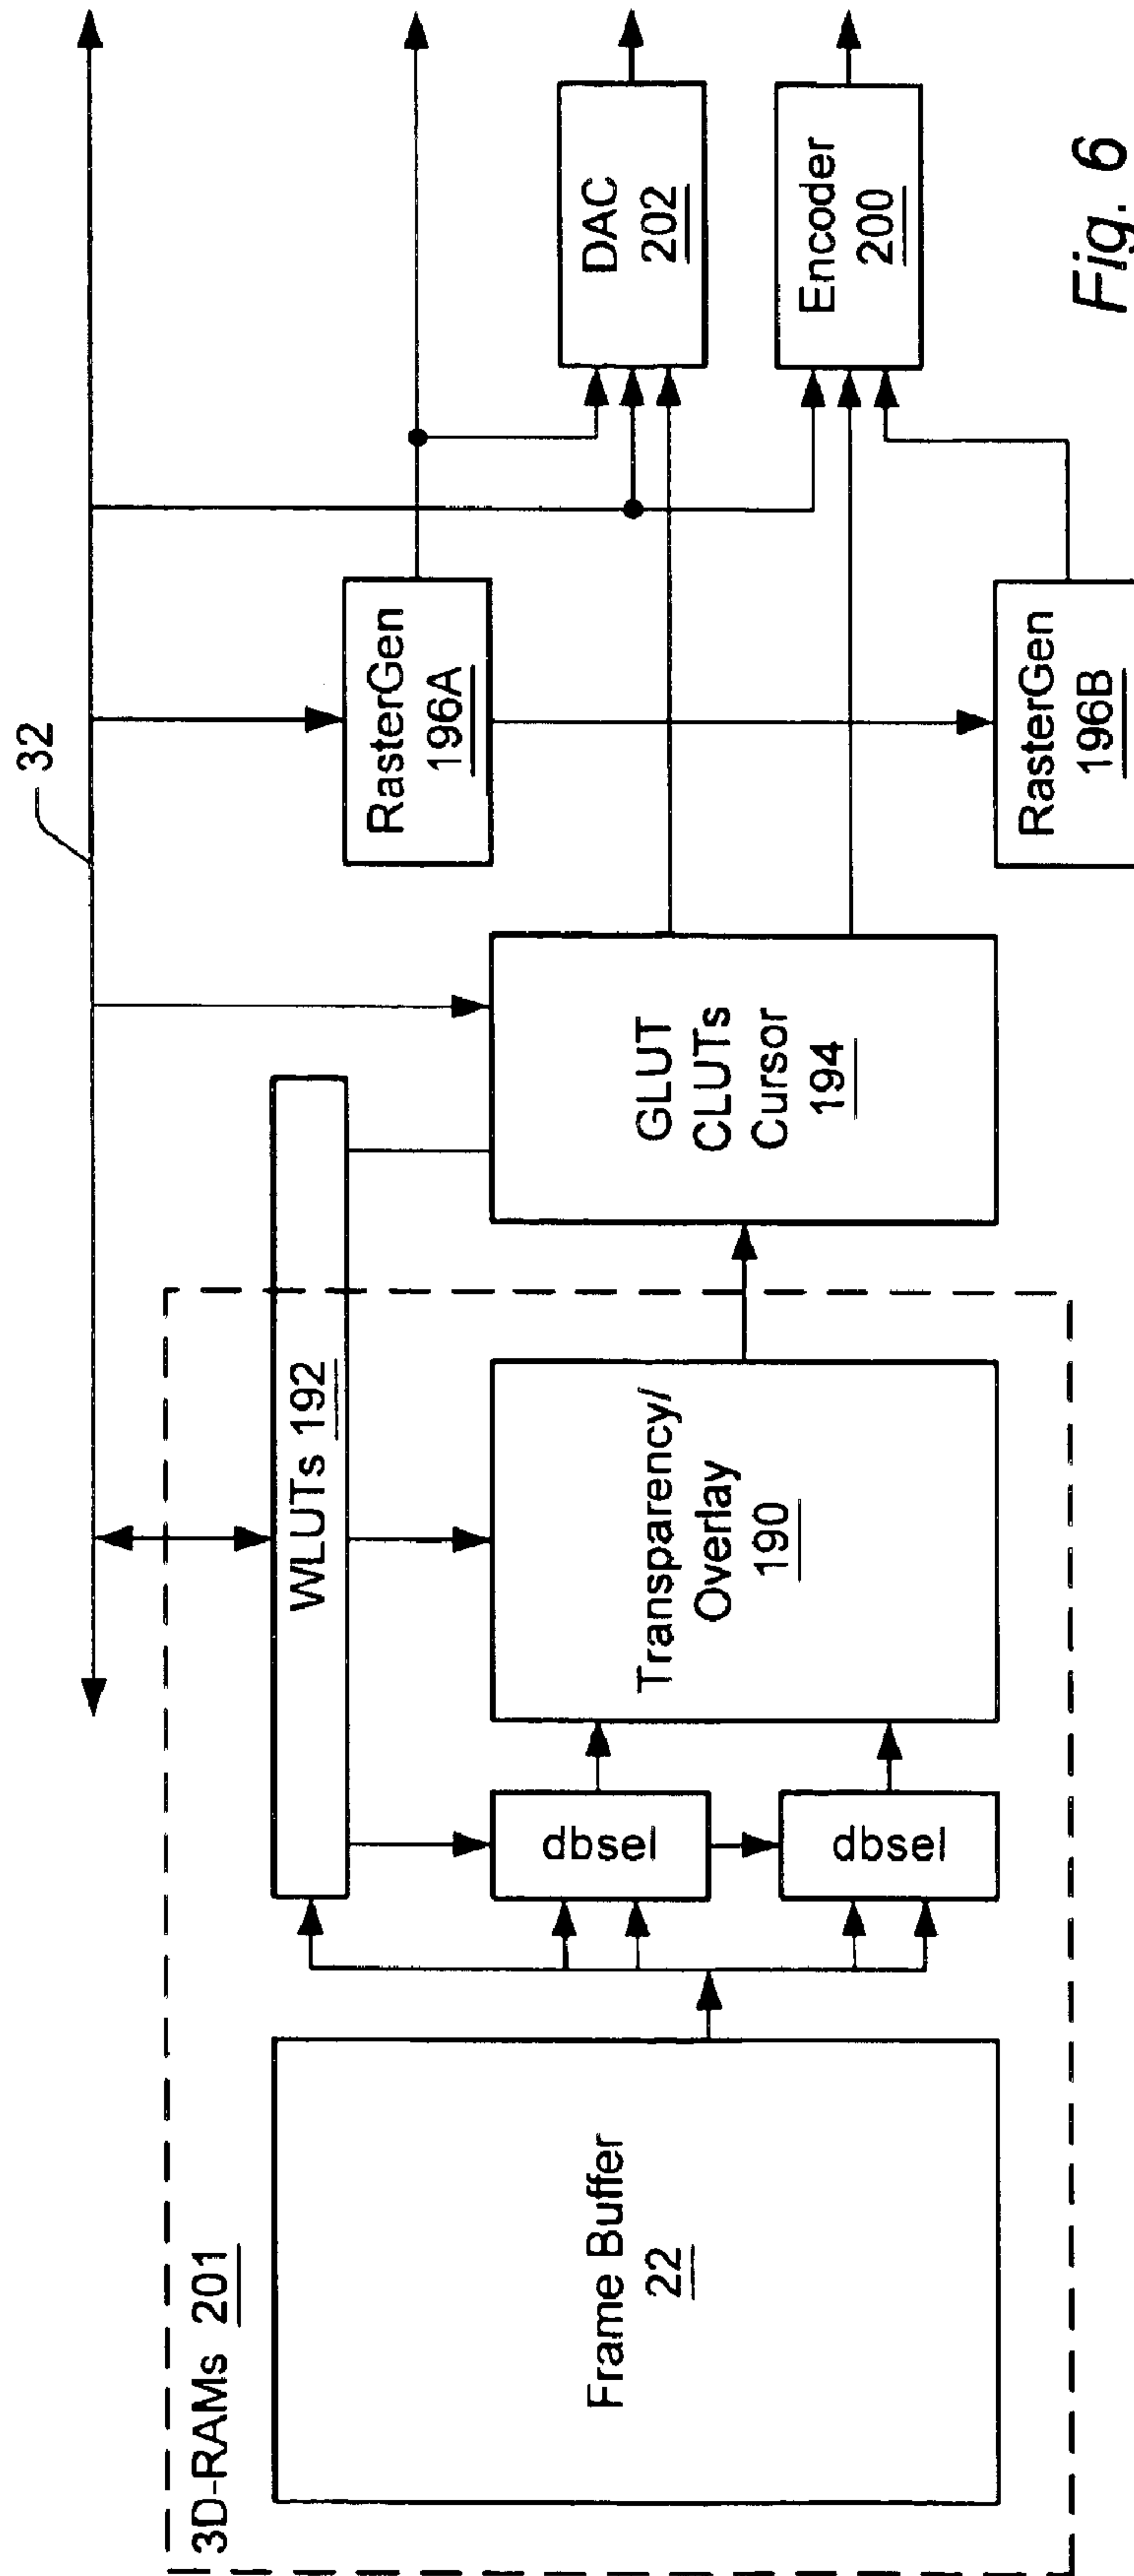 32
3D-RAMs 201
Frame Buffer
22
WLUTs 192
dbsel
dbsel
Transparency/
Overlay
190
GLUT
CLUTs
Cursor
194
RasterGen
196A
RasterGen
196B
DAC
202
Encoder
200
Fig. 6